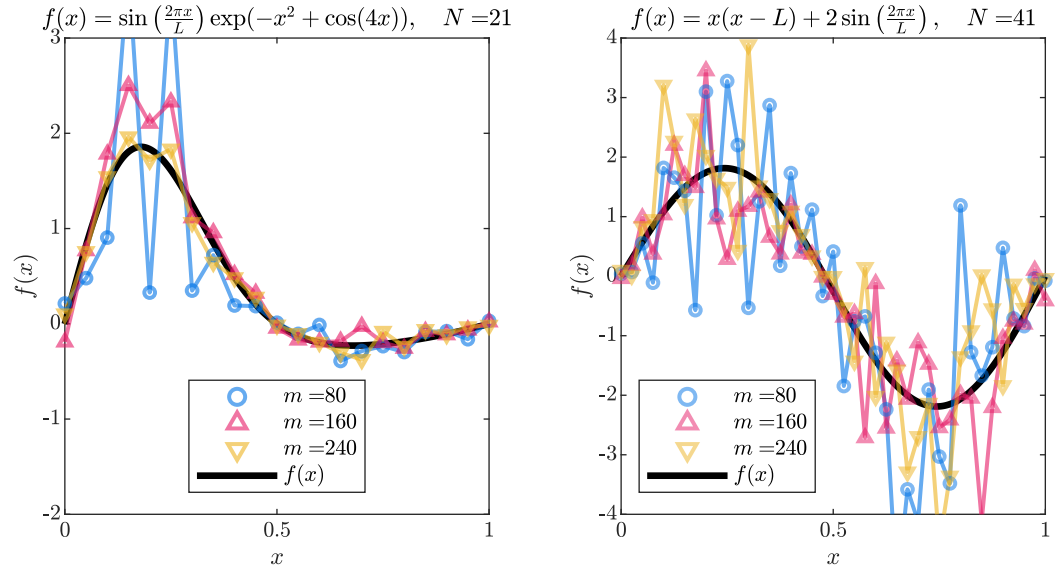 f(x) = sin(2πx/L) exp(−x² + cos(4x)), N =21
3
2
1
0
-1
-2
f(x)
0
0.5
1
x
m =80
m =160
m =240
f(x)
f(x) = x(x − L) + 2 sin(2πx/L), N =41
4
3
2
1
0
-1
-2
-3
-4
f(x)
0
0.5
1
x
m =80
m =160
m =240
f(x)